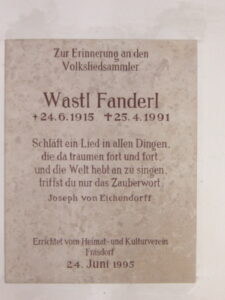 Zur Erinnerung an den
Volksliedsammler
Wastl Fanderl
+24.6.1915 ✝25.4.1991
Schläft ein Lied in allen Dingen,
die da träumen fort und fort
und die Welt hebt an zu singen,
triffst du nur das Zauberwort
Joseph von Eichendorff
Errichtet vom Heimat- und Kulturverein
Frasdorf
24. Juni 1995